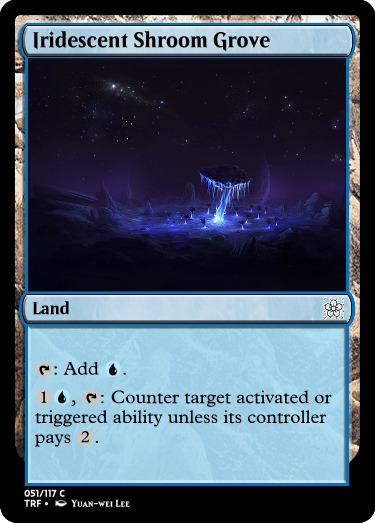 Iridescent Shroom Grove
Land
: Add .
1 , : Counter target activated or
triggered ability unless its controller
pays 2.
051/117 C
TRF • Yuan-wei Lee